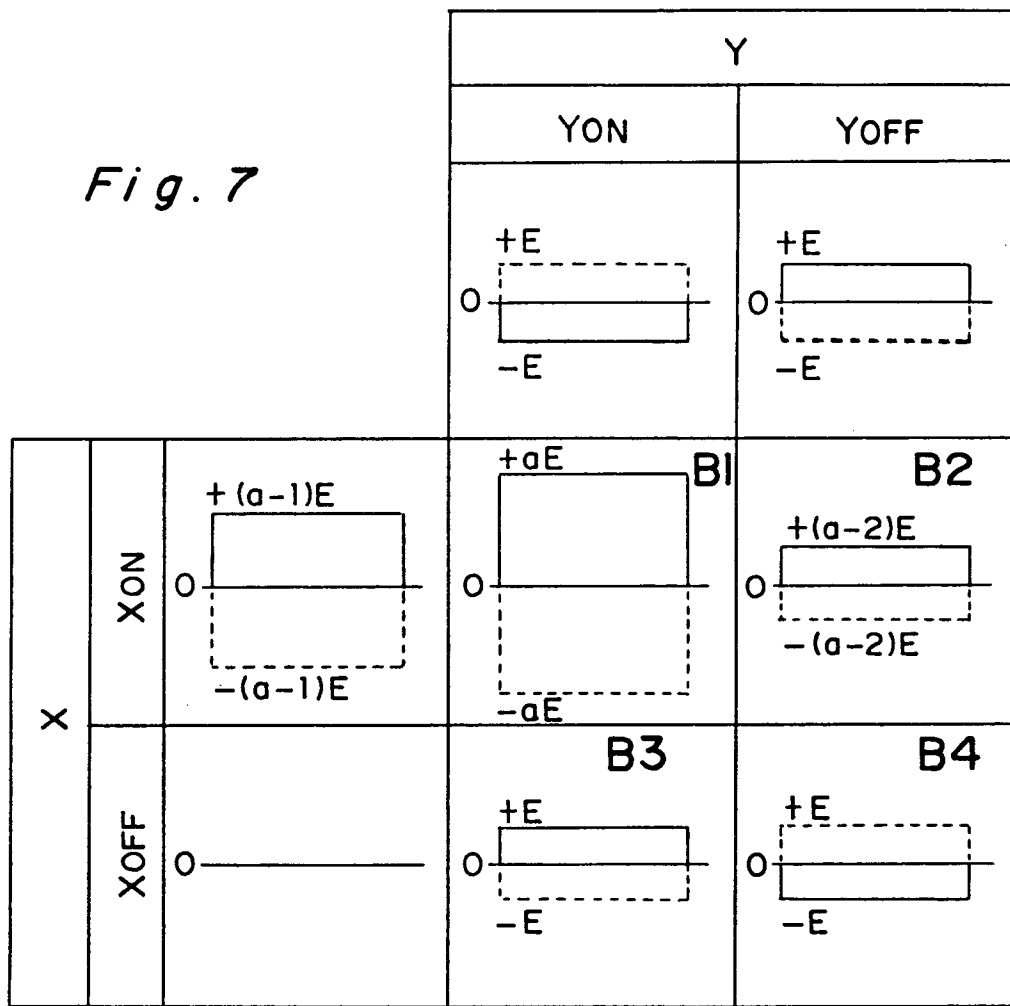 Y
YON YOFF
Fig. 7
+E +E
0 0
-E -E
X
XON
+(a-1)E
0
-(a-1)E
+aE
B1
0
-aE
B2
+(a-2)E
0
-(a-2)E
XOFF
0
B3
+E
0
-E
B4
+E
0
-E